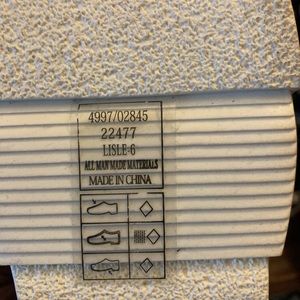 4997/02845
22477
LISLE-6
ALL MAN MADE MATERIALS
MADE IN CHINA